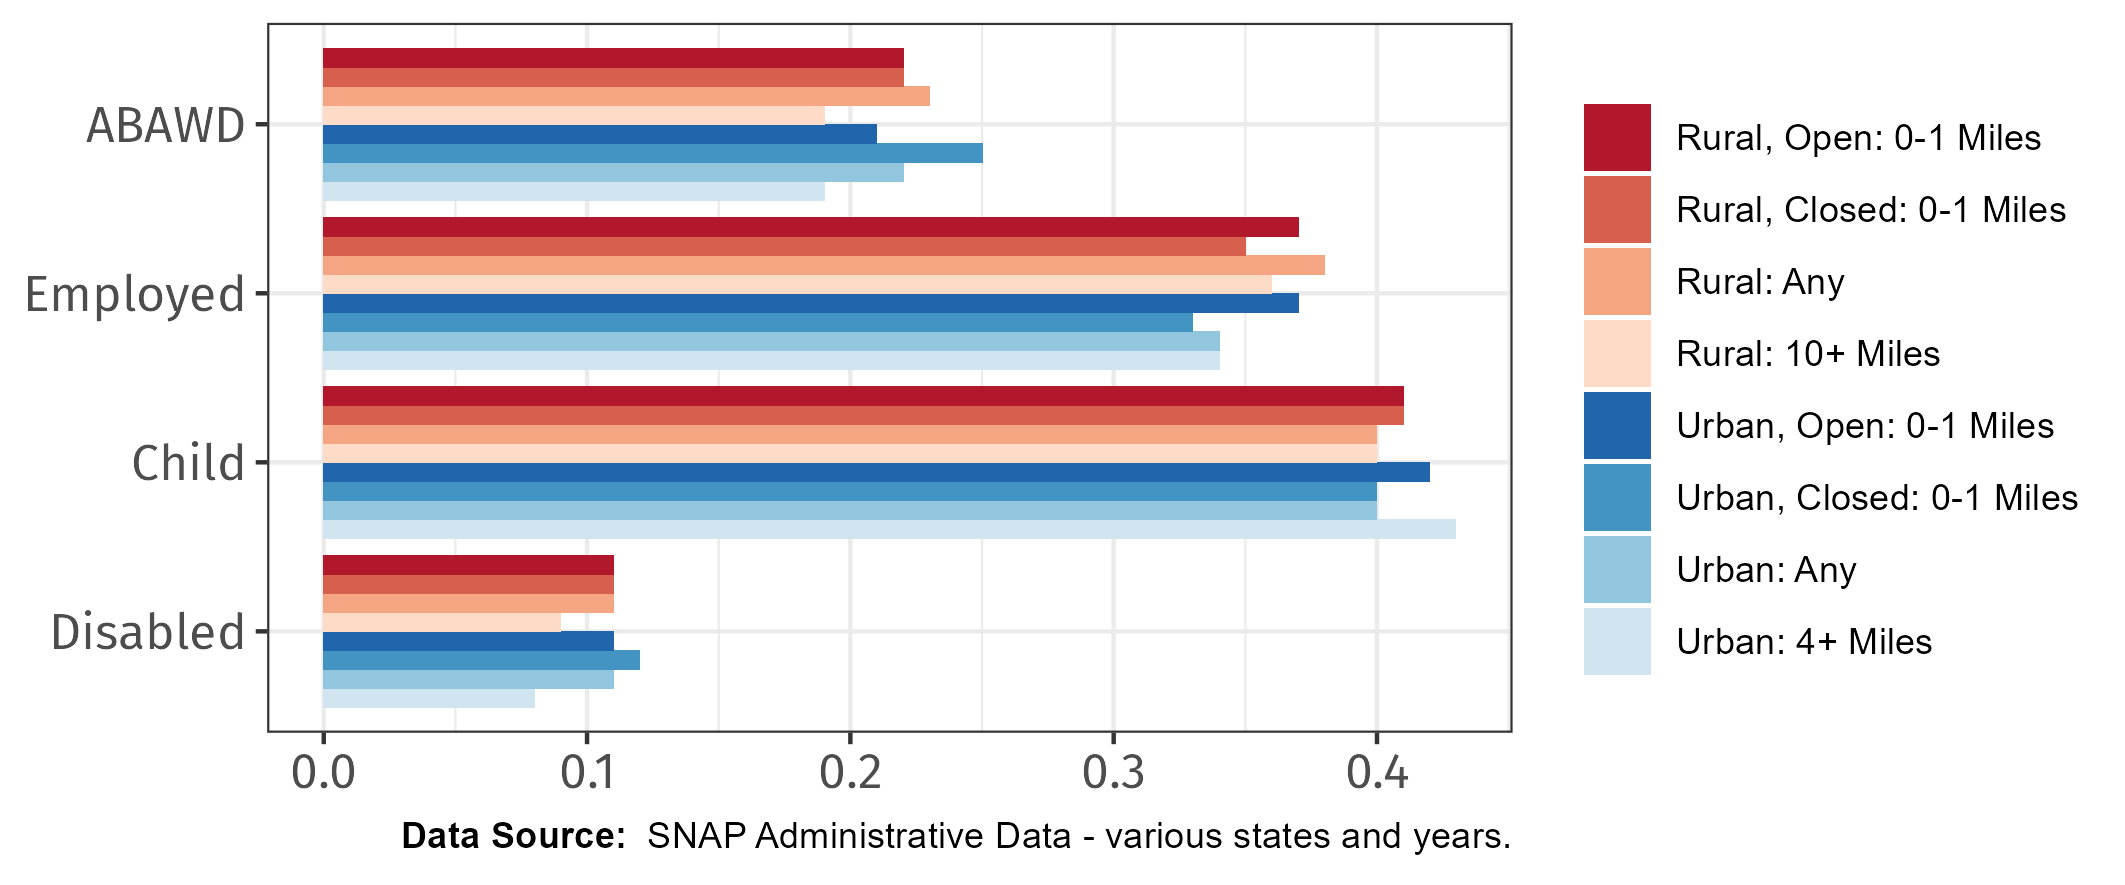 ABAWD
Employed
Child
Disabled
0.0 0.1 0.2 0.3 0.4
Data Source: SNAP Administrative Data - various states and years.
Rural, Open: 0-1 Miles
Rural, Closed: 0-1 Miles
Rural: Any
Rural: 10+ Miles
Urban, Open: 0-1 Miles
Urban, Closed: 0-1 Miles
Urban: Any
Urban: 4+ Miles